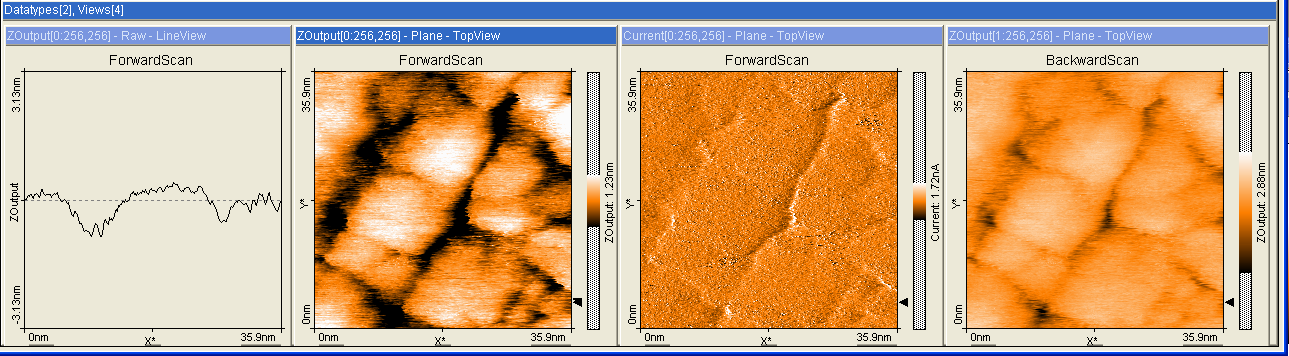 Datatypes[2], Views[4]
ZOutput[0:256,256] - Raw - LineView
ForwardScan
3.13nm
ZOutput
-3.13nm
0nm
X*
35.9nm
ZOutput[0:256,256] - Plane - TopView
ForwardScan
35.9nm
Y*
0nm
0nm
X*
35.9nm
ZOutput: 1.23nm
Current[0:256,256] - Plane - TopView
ForwardScan
35.9nm
Y*
0nm
0nm
X*
35.9nm
Current: 1.72nA
ZOutput[1:256,256] - Plane - TopView
BackwardScan
35.9nm
Y*
0nm
0nm
X*
35.9nm
ZOutput: 2.88nm